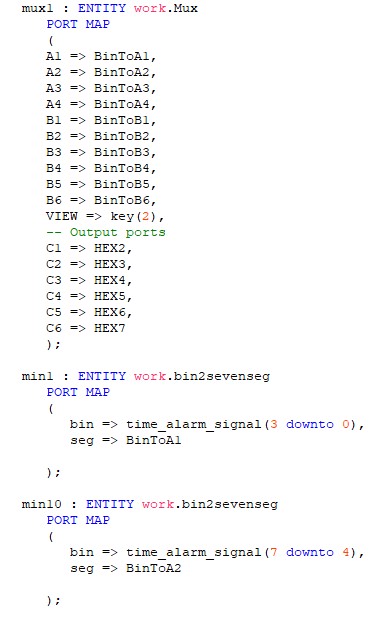 mux1 : ENTITY work.Mux
PORT MAP
(
A1 => BinToA1,
A2 => BinToA2,
A3 => BinToA3,
A4 => BinToA4,
B1 => BinToB1,
B2 => BinToB2,
B3 => BinToB3,
B4 => BinToB4,
B5 => BinToB5,
B6 => BinToB6,
VIEW => key(2),
-- Output ports
C1 => HEX2,
C2 => HEX3,
C3 => HEX4,
C4 => HEX5,
C5 => HEX6,
C6 => HEX7
);
min1 : ENTITY work.bin2sevenseg
PORT MAP
(
bin => time_alarm_signal(3 downto 0),
seg => BinToA1
);
min10 : ENTITY work.bin2sevenseg
PORT MAP
(
bin => time_alarm_signal(7 downto 4),
seg => BinToA2
);